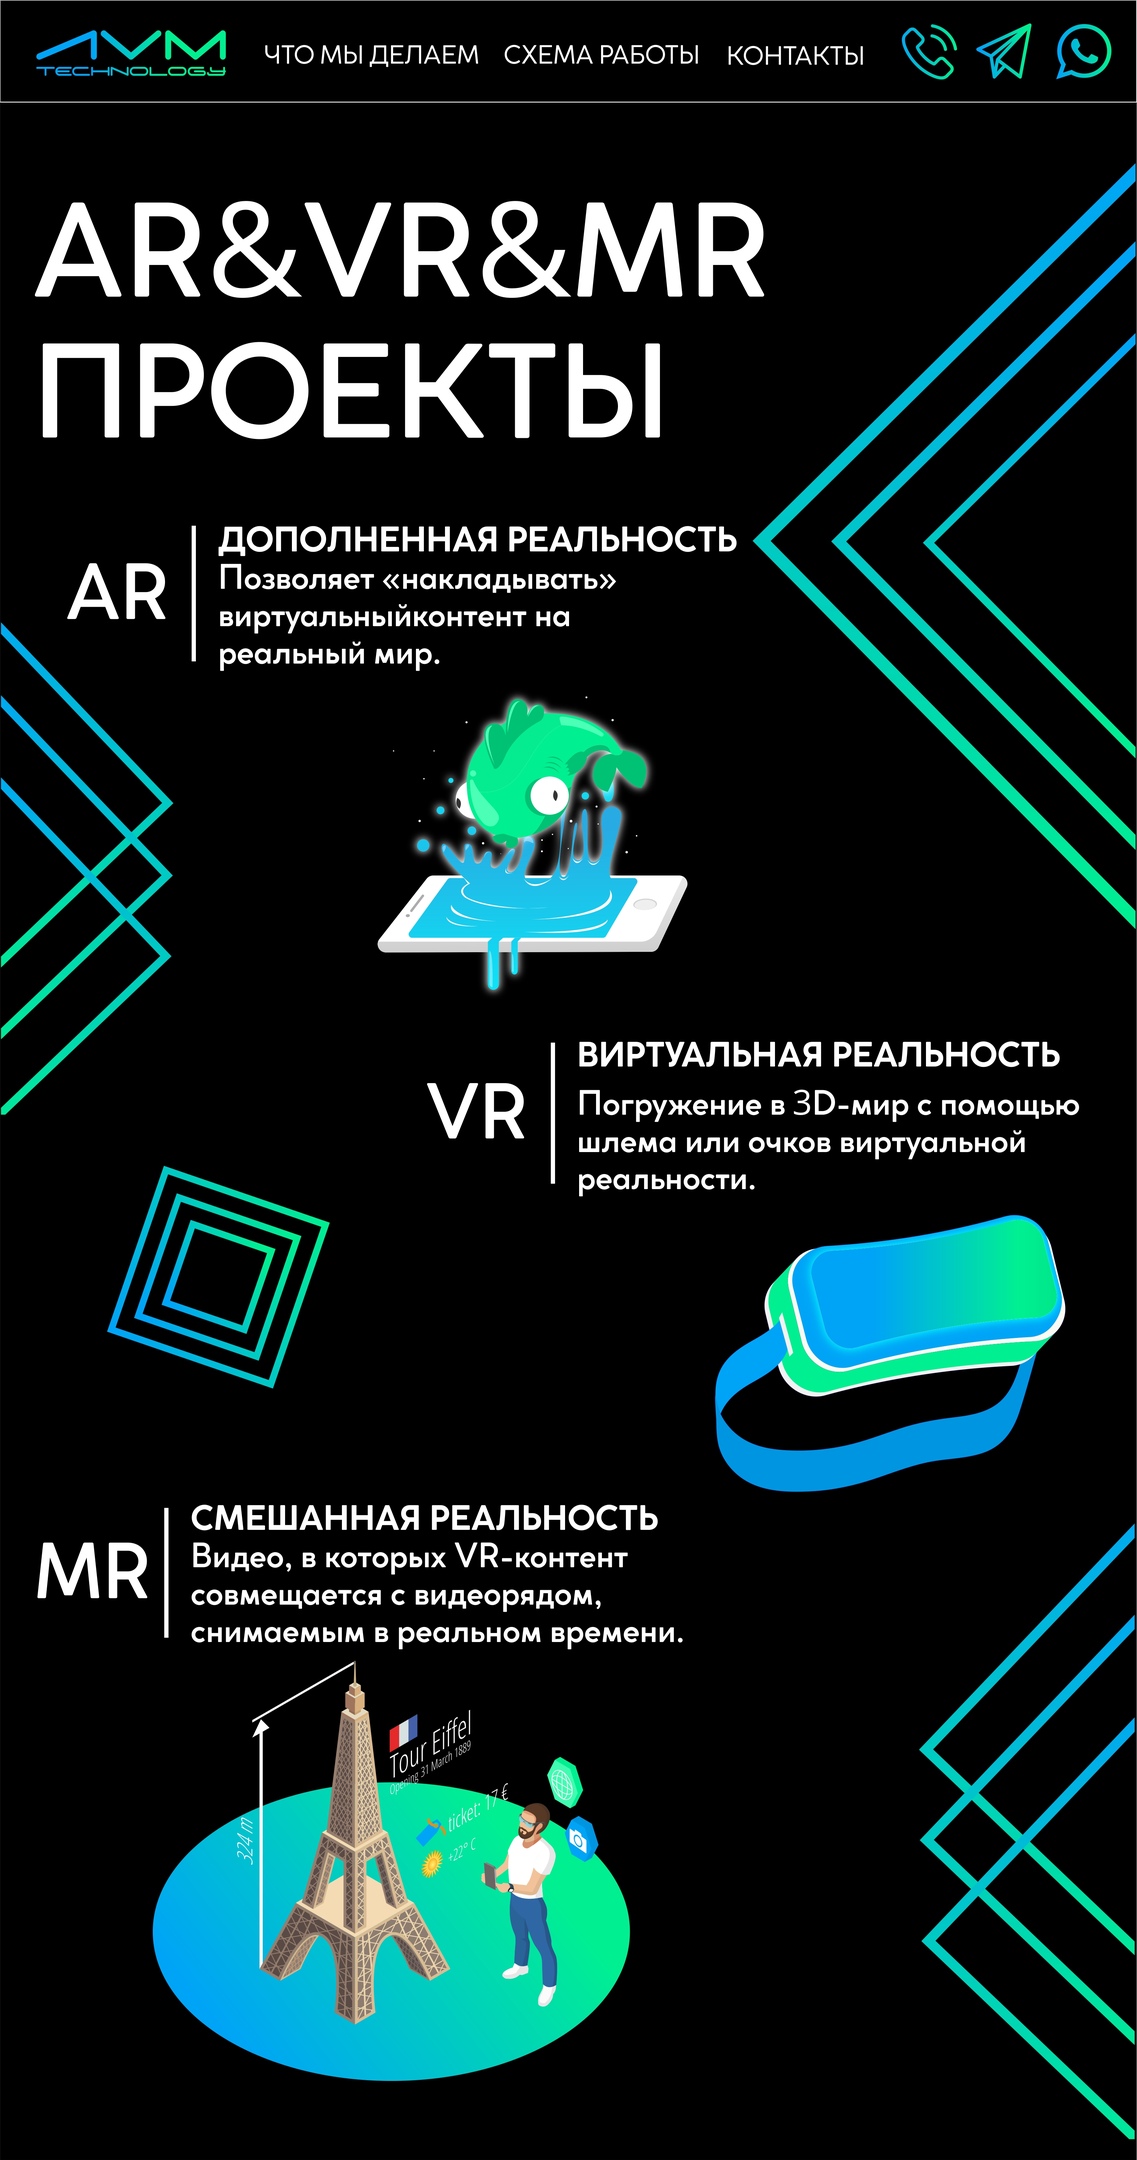 AVM
TECHNOLOGY
ЧТО МЫ ДЕЛАЕМ СХЕМА РАБОТЫ КОНТАКТЫ
AR&VR&MR
ПРОЕКТЫ
AR
ДОПОЛНЕННАЯ РЕАЛЬНОСТЬ
Позволяет «накладывать»
виртуальныйконтент на
реальный мир.
VR
ВИРТУАЛЬНАЯ РЕАЛЬНОСТЬ
Погружение в 3D-мир с помощью
шлема или очков виртуальной
реальности.
MR
СМЕШАННАЯ РЕАЛЬНОСТЬ
Видео, в которых VR-контент
совмещается с видеорядом,
снимаемым в реальном времени.
Tour Eiffel
Opening 31 March 1889
ticket: 17 €
+22° C
324 m